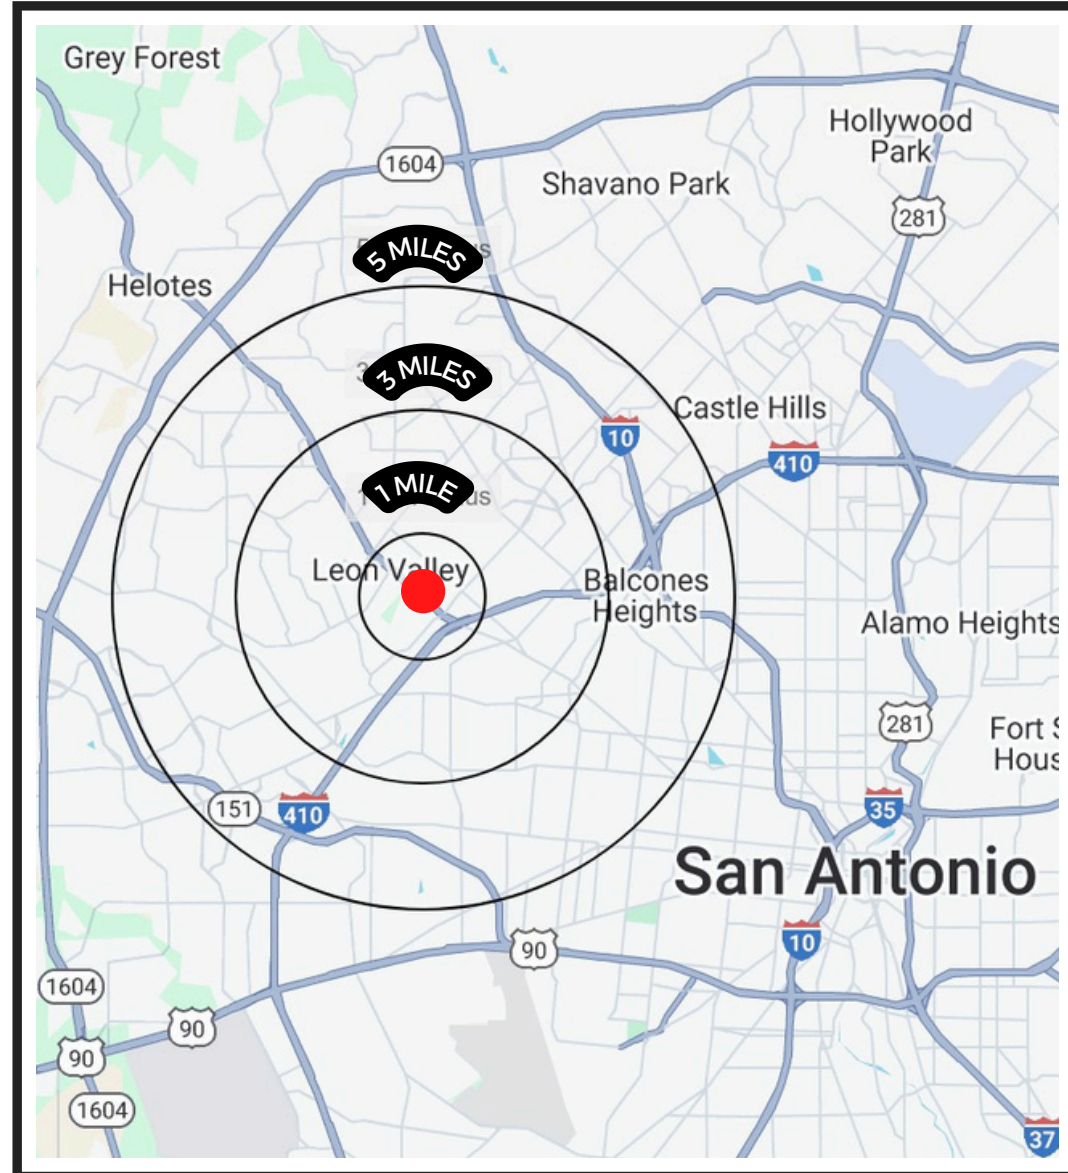 Grey Forest
Hollywood
Park
1604
Shavano Park
281
5 MILES
us
Helotes
3 MILES
Castle Hills
10
410
1 MILE
us
Leon Valley
Balcones
Heights
Alamo Heights
281
Fort S
Hous
151
410
35
San Antonio
10
90
1604
90
90
1604
37